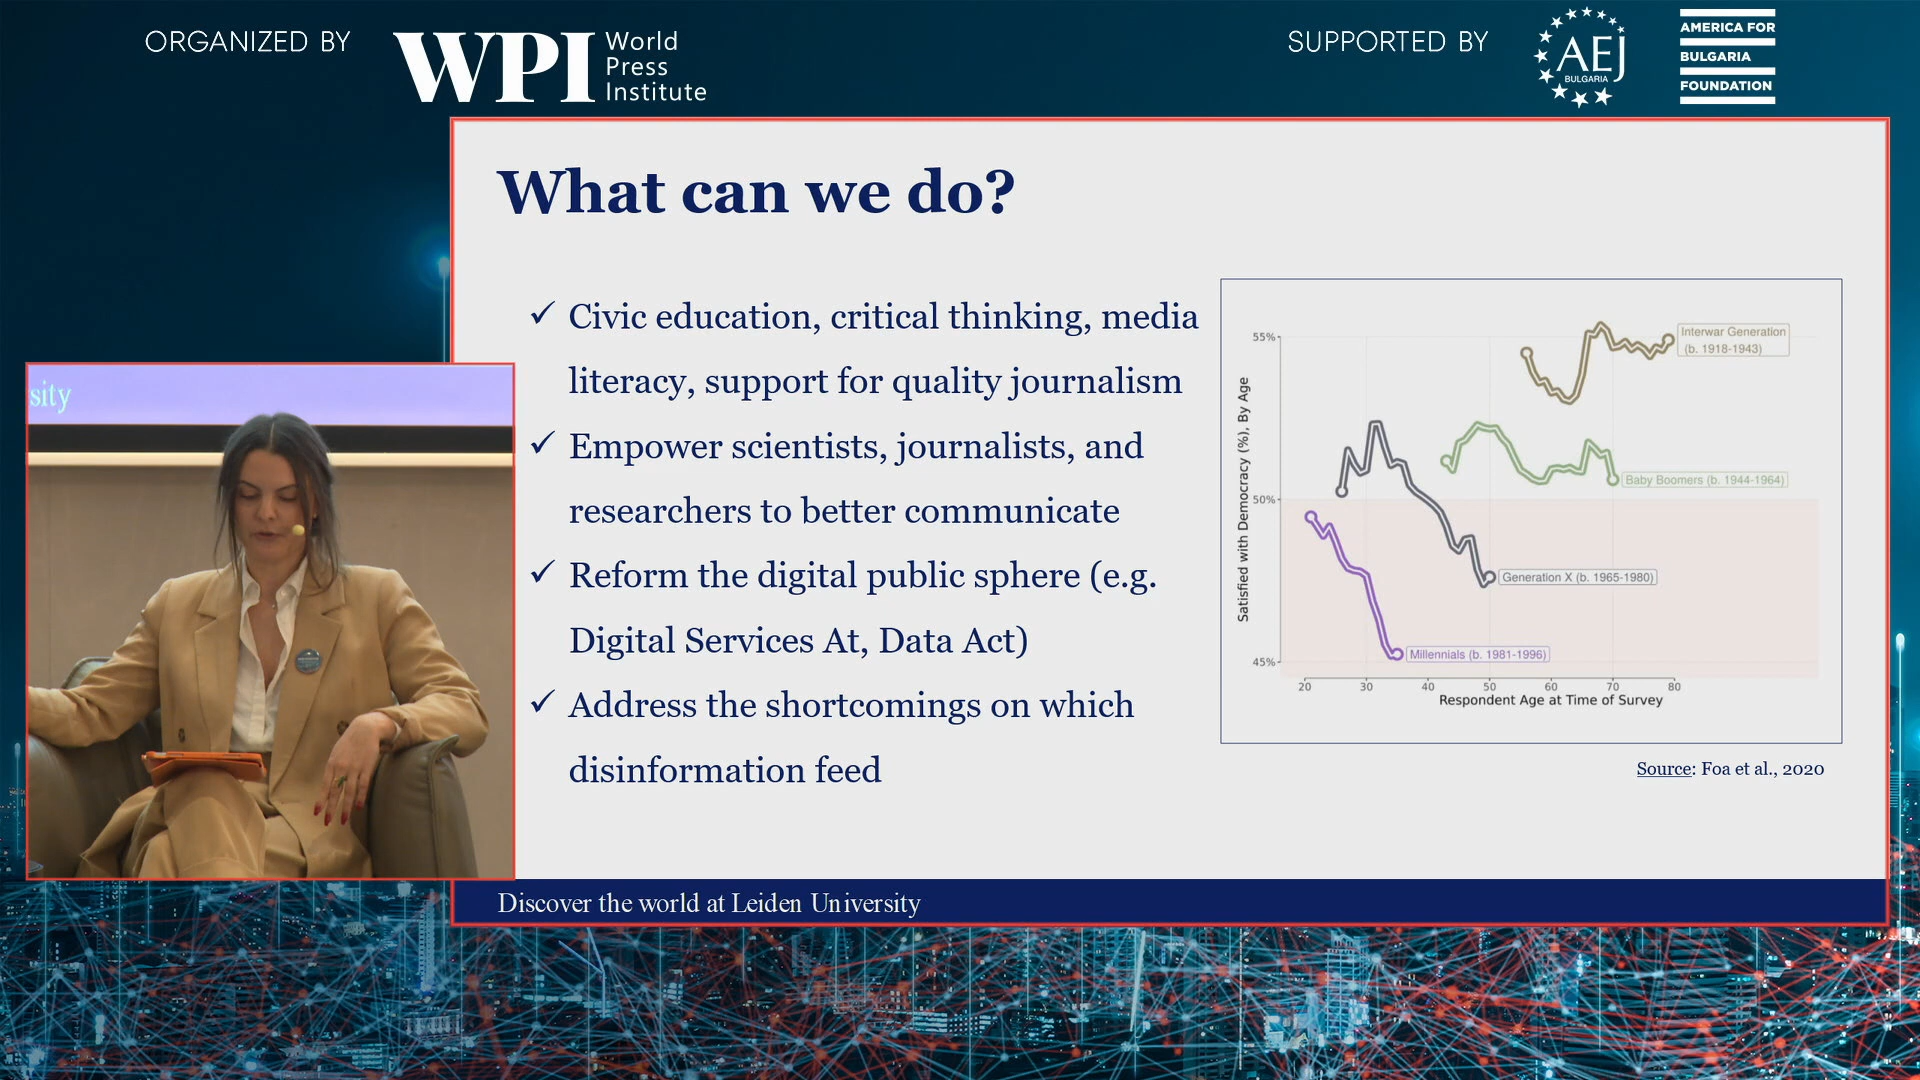 ORGANIZED BY
WPI
World
Press
Institute
SUPPORTED BY
AEJ
BULGARIA
AMERICA FOR
BULGARIA
FOUNDATION
What can we do?
✓ Civic education, critical thinking, media
literacy, support for quality journalism
✓ Empower scientists, journalists, and
researchers to better communicate
✓ Reform the digital public sphere (e.g.
Digital Services At, Data Act)
✓ Address the shortcomings on which
disinformation feed
Satisfied with Democracy (%), By Age
55%
50%
45%
Interwar Generation
(b. 1918-1943)
Baby Boomers (b. 1944-1964)
Generation X (b. 1965-1980)
Millennials (b. 1981-1996)
20 30 40 50 60 70 80
Respondent Age at Time of Survey
Source: Foa et al., 2020
sity
Discover the world at Leiden University